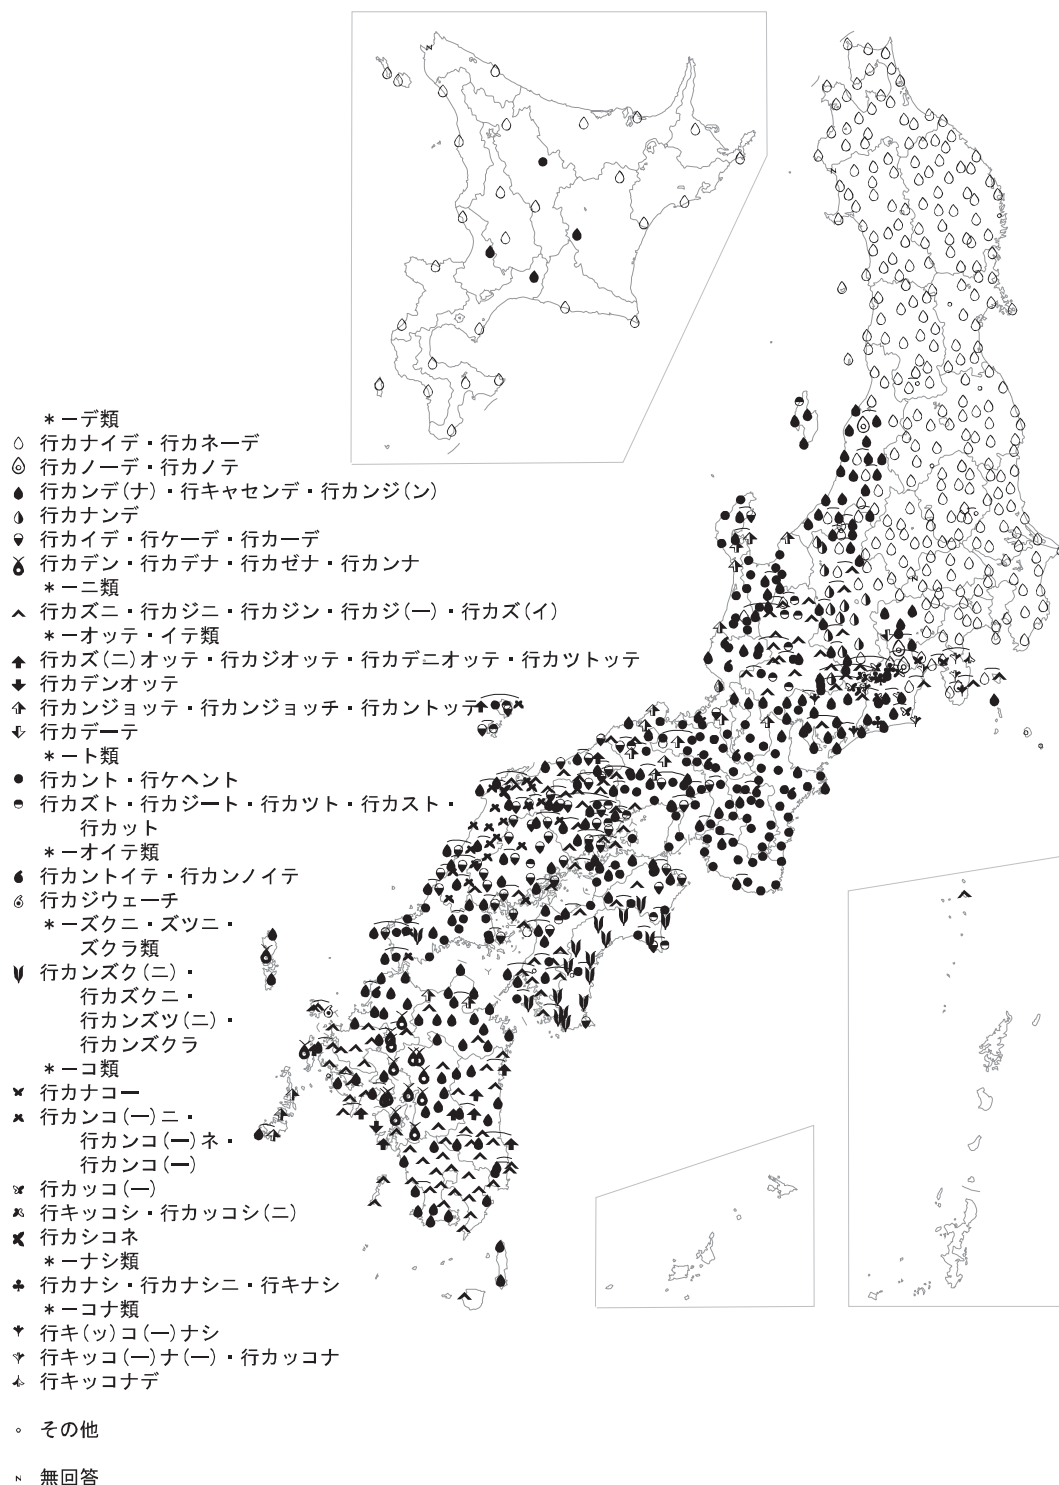 ＊ーデ類
行カナイデ・行カネーデ
行カノーデ・行カノテ
行カンデ(ナ)・行キャセンデ・行カンジ(ン)
行カナンデ
行カイデ・行ケーデ・行カーデ
行カデン・行カデナ・行カゼナ・行カンナ
＊ーニ類
行カズニ・行カジニ・行カジン・行カジ(ー)・行カズ(イ)
＊ーオッテ・イテ類
行カズ(ニ)オッテ・行カジオッテ・行カデニオッテ・行カツトッテ
行カデンオッテ
行カンジョッテ・行カンジョッチ・行カントッテ
行カデーテ
＊ート類
行カント・行ケヘント
行カズト・行カジート・行カツト・行カスト・
行カット
＊ーオイテ類
行カントイテ・行カンノイテ
行カジウェーチ
＊ーズクニ・ズツニ・
ズクラ類
行カンズク(ニ)・
行カズクニ・
行カンズツ(ニ)・
行カンズクラ
＊ーコ類
行カナコー
行カンコ(ー)ニ・
行カンコ(ー)ネ・
行カンコ(ー)
行カッコ(ー)
行キッコシ・行カッコシ(ニ)
行カシコネ
＊ーナシ類
行カナシ・行カナシニ・行キナシ
＊ーコナ類
行キ(ッ)コ(ー)ナシ
行キッコ(ー)ナ(ー)・行カッコナ
行キッコナデ
その他
N 無回答